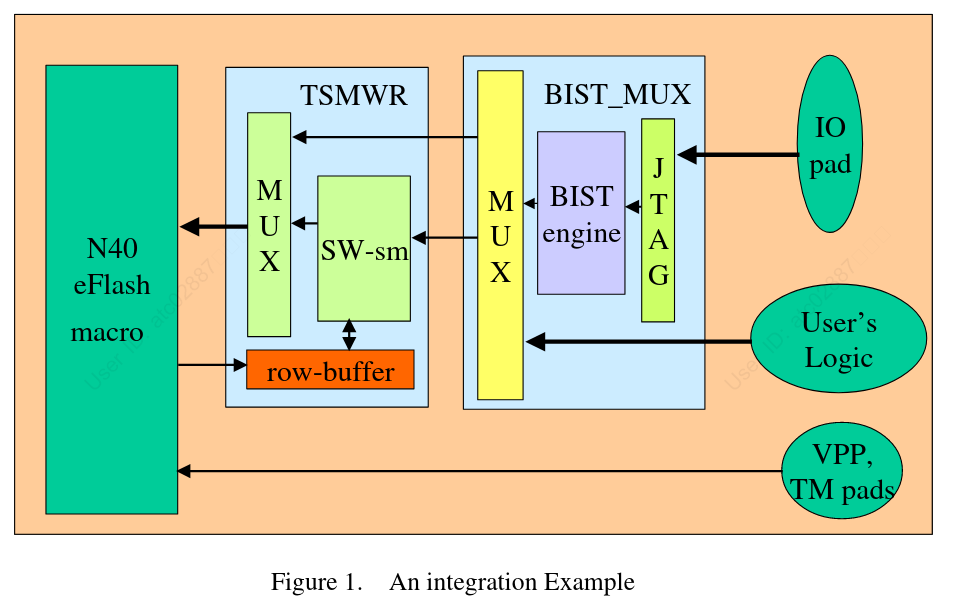 TSMWR
BIST_MUX
IO
pad
N40
eFlash
macro
M
U
X
SW-sm
row-buffer
M
U
X
BIST
engine
J
T
A
G
User's
Logic
VPP,
TM pads
Figure 1. An integration Example